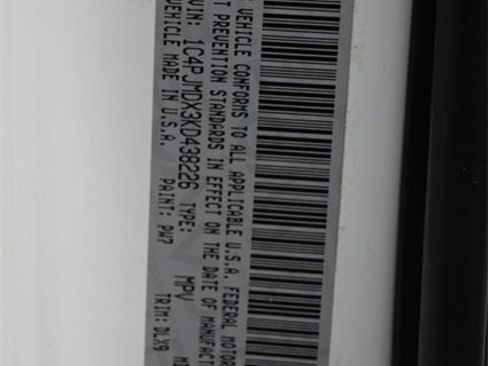 VEHICLE CONFORMS TO ALL APPLICABLE U.S.A. FEDERAL MOTOR
T PREVENTION STANDARDS IN EFFECT ON THE DATE OF MANUFACT
VIN: 1C4PJMDX3KD438226 TYPE: MPV
VEHICLE MADE IN U.S.A. PAINT: PW7 TRIM: DLX9